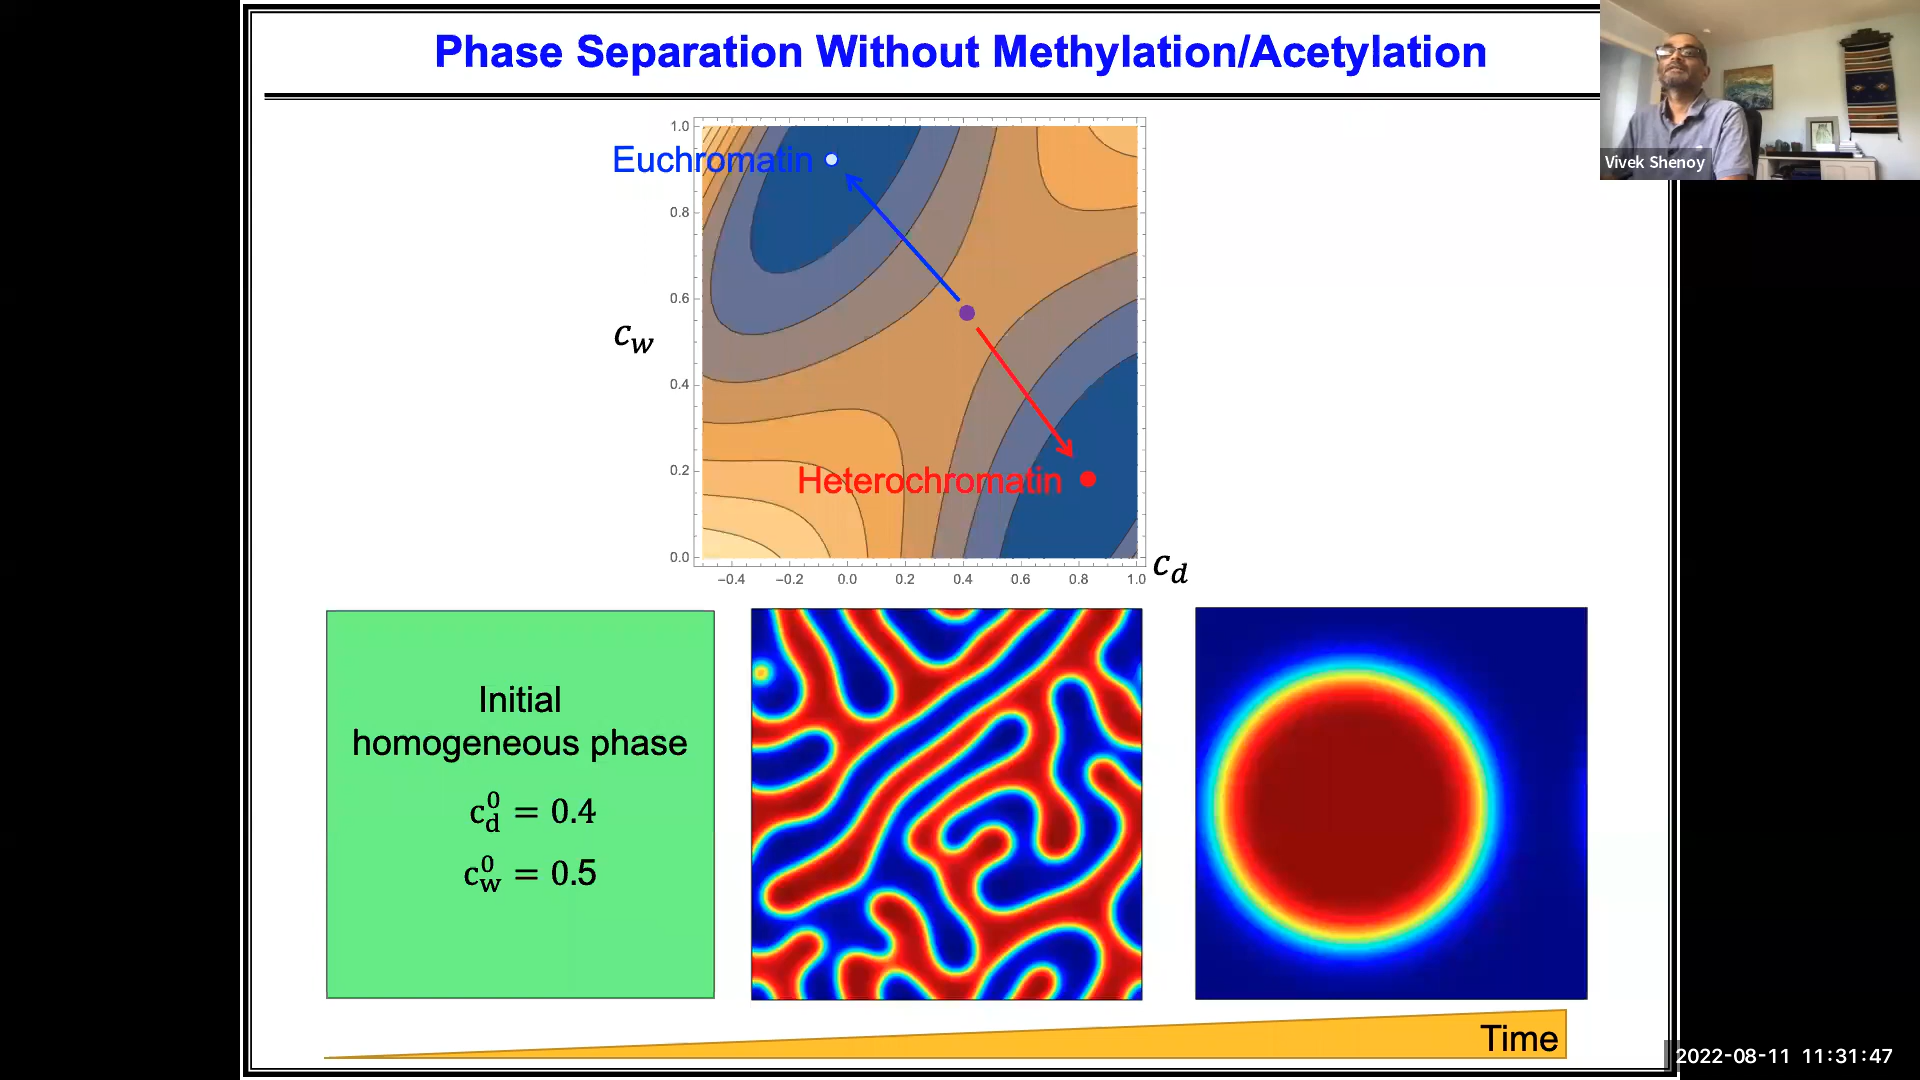 Phase Separation Without Methylation/Acetylation
Vivek Shenoy
1.0
0.8
0.6
0.4
0.2
0.0
Euchromatin
c_w
Heterochromatin
−0.4 −0.2 0.0 0.2 0.4 0.6 0.8 1.0
c_d
Initial
homogeneous phase
c_d^0 = 0.4
c_w^0 = 0.5
Time
2022-08-11 11:31:47